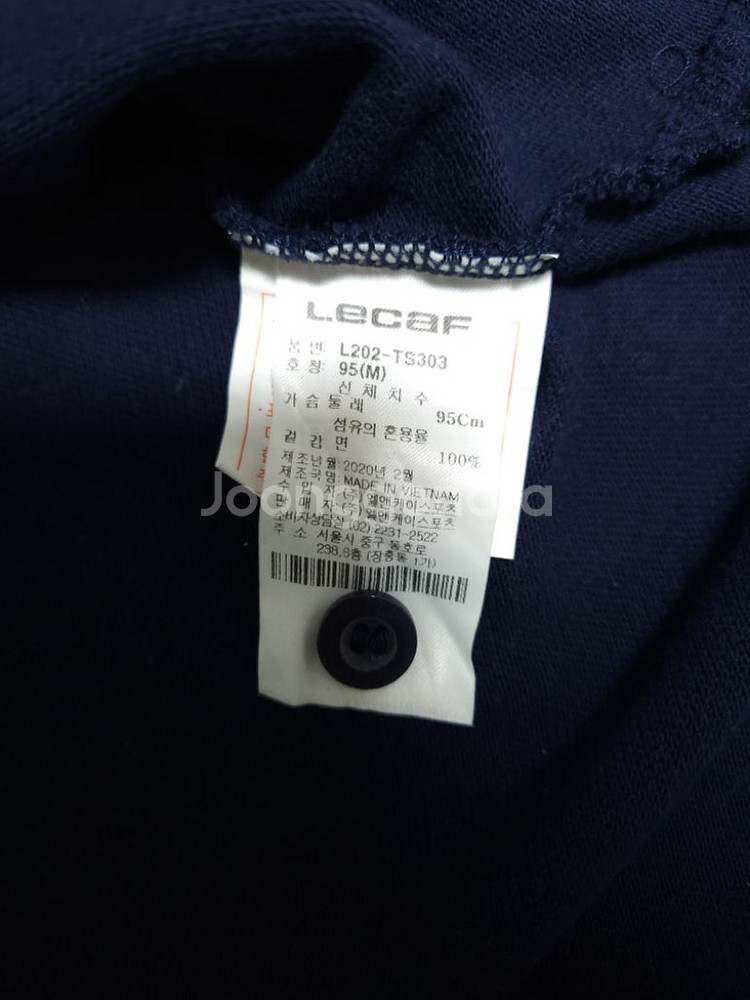 Lecaf
품 번: L202-TS303
호 칭: 95(M)
신 체 치 수
가 슴 둘 레 95Cm
섬유의 혼용율
겉 감 면 100%
제조년월: 2020년 2월
제조국명: MADE IN VIETNAM
수 입 자 (주) 엘앤케이스포츠
판 매 자 (주) 엘앤케이스포츠
소비자상담실 (02) 2231-2522
주 소: 서울시 중구 동호로
238,6층 (장충동 1가)
Joonggonara